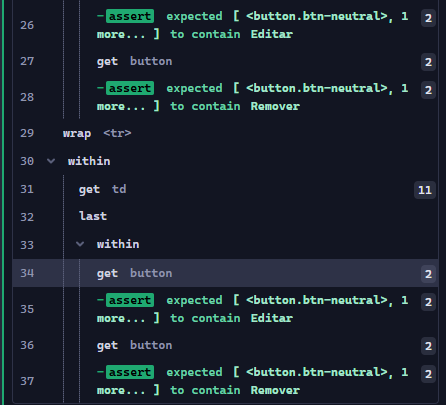 26 -assert expected [ <button.btn-neutral>, 1 2
more... ] to contain Editar
27 get button 2
28 -assert expected [ <button.btn-neutral>, 1 2
more... ] to contain Remover
29 wrap <tr>
30 within
31 get td 11
32 last
33 within
34 get button 2
35 -assert expected [ <button.btn-neutral>, 1 2
more... ] to contain Editar
36 get button 2
37 -assert expected [ <button.btn-neutral>, 1 2
more... ] to contain Remover